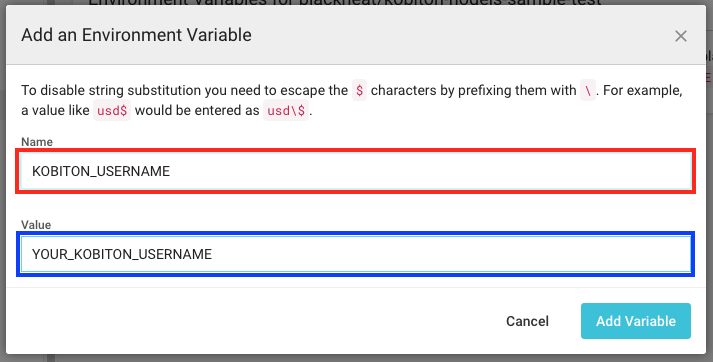 Environment Variables for blackheat/kobiton-nodejs-sample-test
Add an Environment Variable
To disable string substitution you need to escape the $ characters by prefixing them with \. For example,
a value like usd$ would be entered as usd\$.
Name
KOBITON_USERNAME
Value
YOUR_KOBITON_USERNAME
Cancel
Add Variable